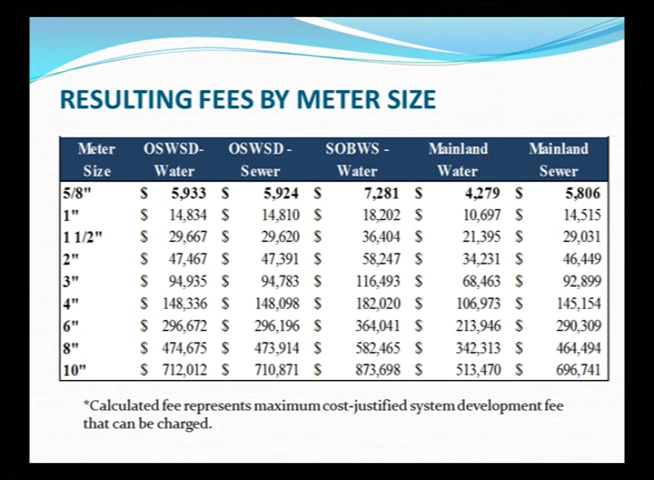 RESULTING FEES BY METER SIZE
Meter Size OSWSD- Water OSWSD - Sewer SOBWS - Water Mainland Water Mainland Sewer
5/8" $ 5,933 $ 5,924 $ 7,281 $ 4,279 $ 5,806
1" $ 14,834 $ 14,810 $ 18,202 $ 10,697 $ 14,515
1 1/2" $ 29,667 $ 29,620 $ 36,404 $ 21,395 $ 29,031
2" $ 47,467 $ 47,391 $ 58,247 $ 34,231 $ 46,449
3" $ 94,935 $ 94,783 $ 116,493 $ 68,463 $ 92,899
4" $ 148,336 $ 148,098 $ 182,020 $ 106,973 $ 145,154
6" $ 296,672 $ 296,196 $ 364,041 $ 213,946 $ 290,309
8" $ 474,675 $ 473,914 $ 582,465 $ 342,313 $ 464,494
10" $ 712,012 $ 710,871 $ 873,698 $ 513,470 $ 696,741
*Calculated fee represents maximum cost-justified system development fee
that can be charged.